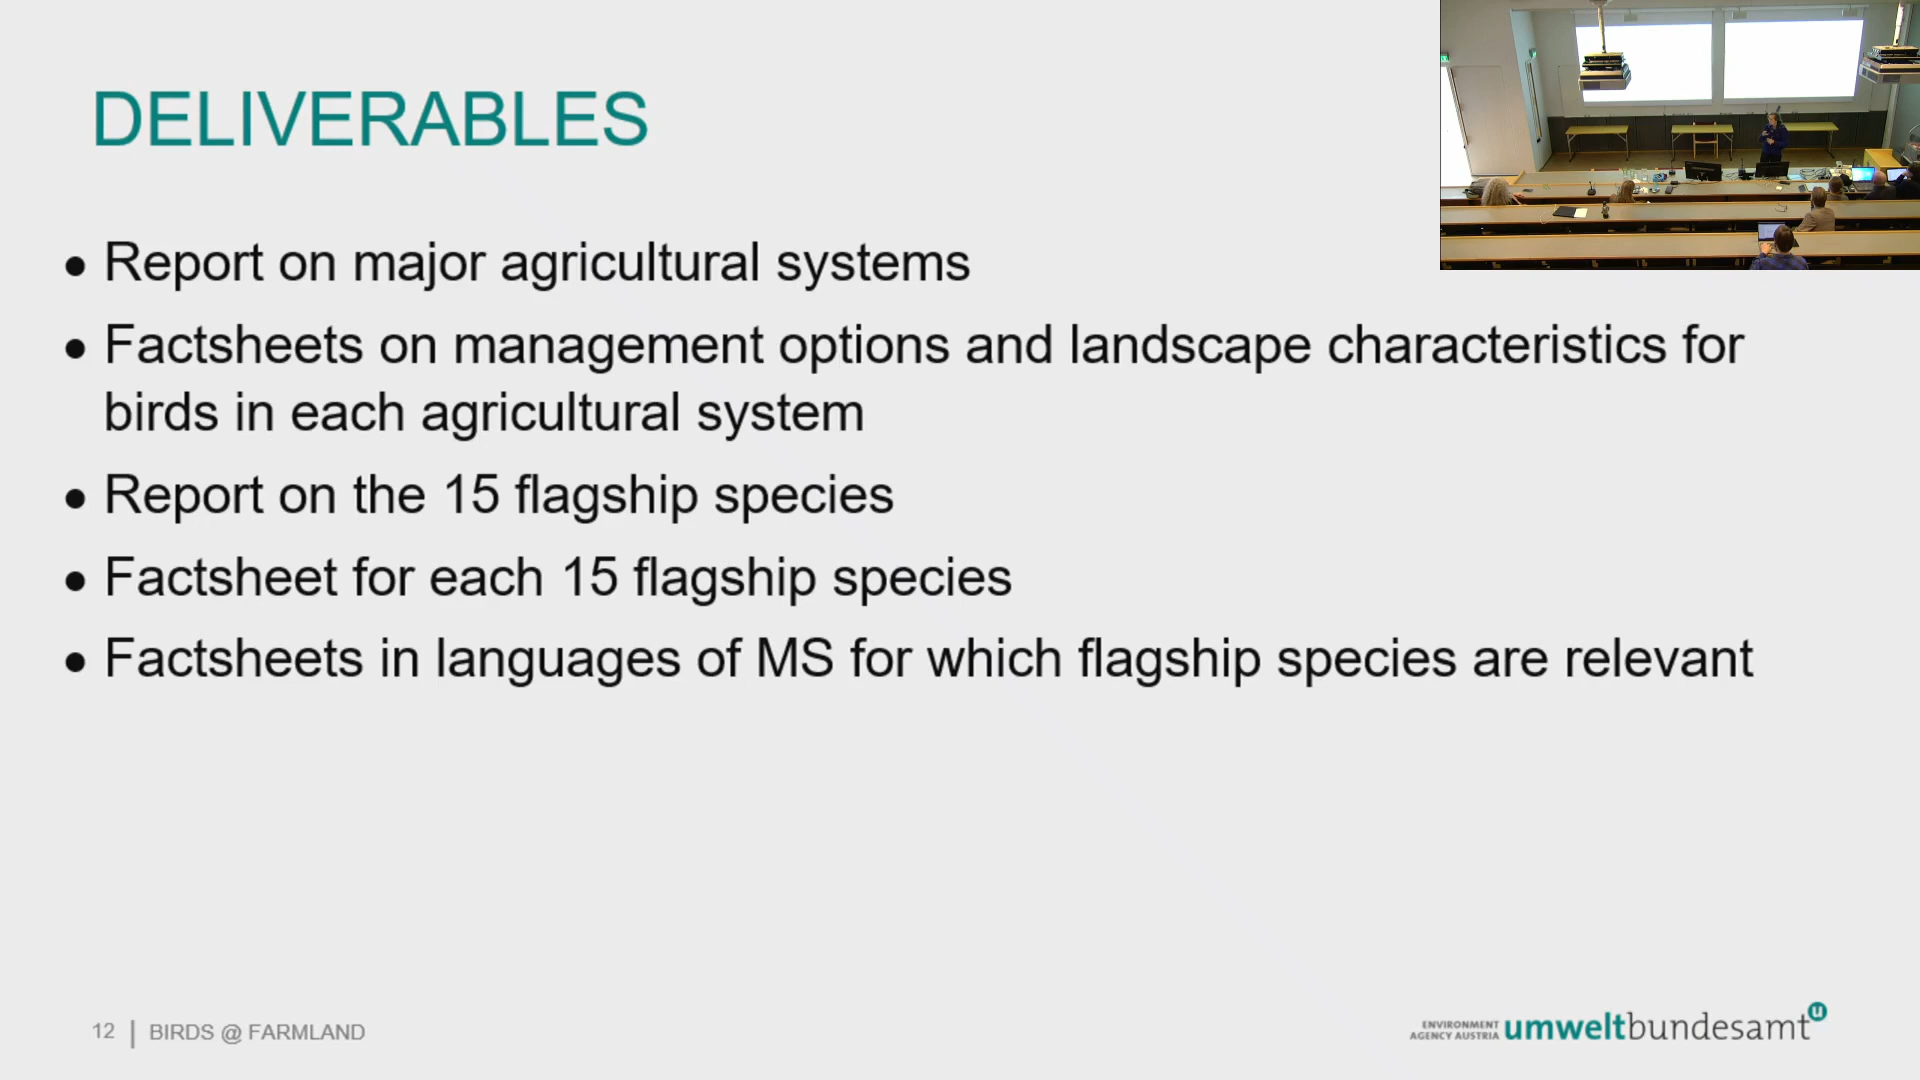 DELIVERABLES
● Report on major agricultural systems
● Factsheets on management options and landscape characteristics for
birds in each agricultural system
● Report on the 15 flagship species
● Factsheet for each 15 flagship species
● Factsheets in languages of MS for which flagship species are relevant
12 | BIRDS @ FARMLAND
ENVIRONMENT
AGENCY AUSTRIA umweltbundesamt u